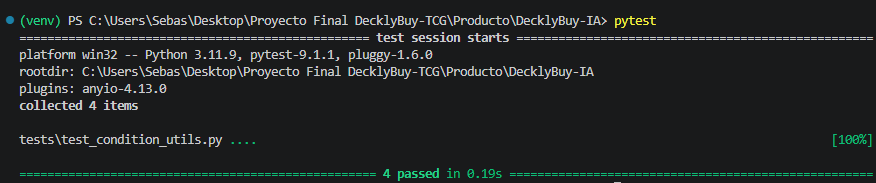 (venv) PS C:\Users\Sebas\Desktop\Proyecto Final DecklyBuy-TCG\Producto\DecklyBuy-IA> pytest
================================================= test session starts =================================================
platform win32 -- Python 3.11.9, pytest-9.1.1, pluggy-1.6.0
rootdir: C:\Users\Sebas\Desktop\Proyecto Final DecklyBuy-TCG\Producto\DecklyBuy-IA
plugins: anyio-4.13.0
collected 4 items
tests\test_condition_utils.py .... [100%]
================================================== 4 passed in 0.19s ==================================================